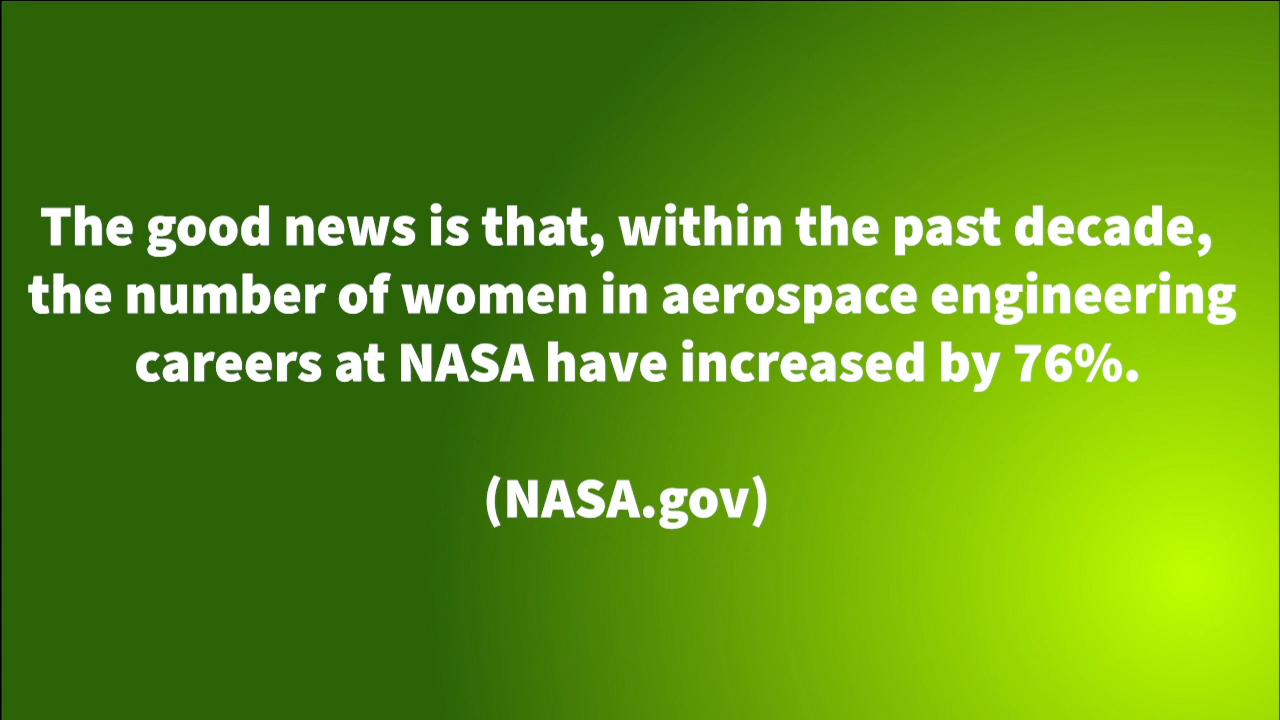 The good news is that, within the past decade,
the number of women in aerospace engineering
careers at NASA have increased by 76%.
(NASA.gov)